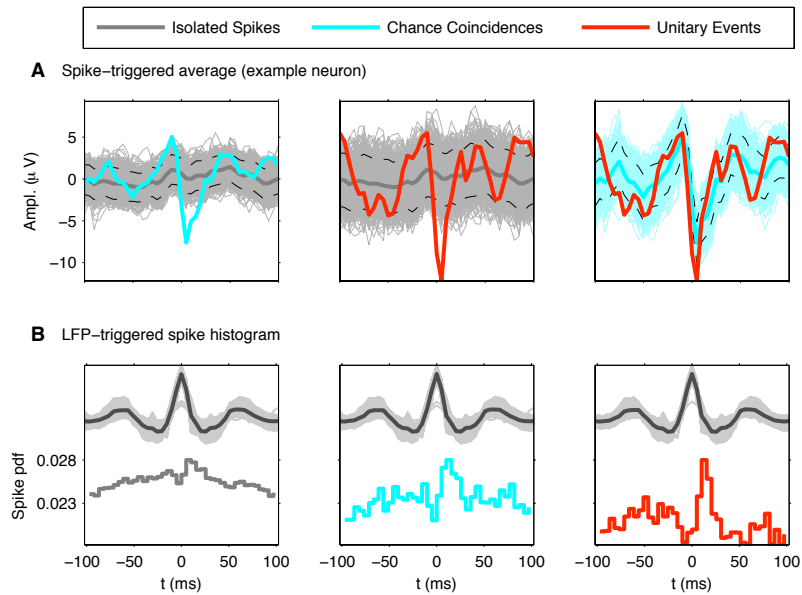 Isolated Spikes Chance Coincidences Unitary Events
A Spike−triggered average (example neuron)
5
0
−5
−10
Ampl. (μ V)
B LFP−triggered spike histogram
0.028
0.023
Spike pdf
−100 −50 0 50 100 −100 −50 0 50 100 −100 −50 0 50 100
t (ms) t (ms) t (ms)